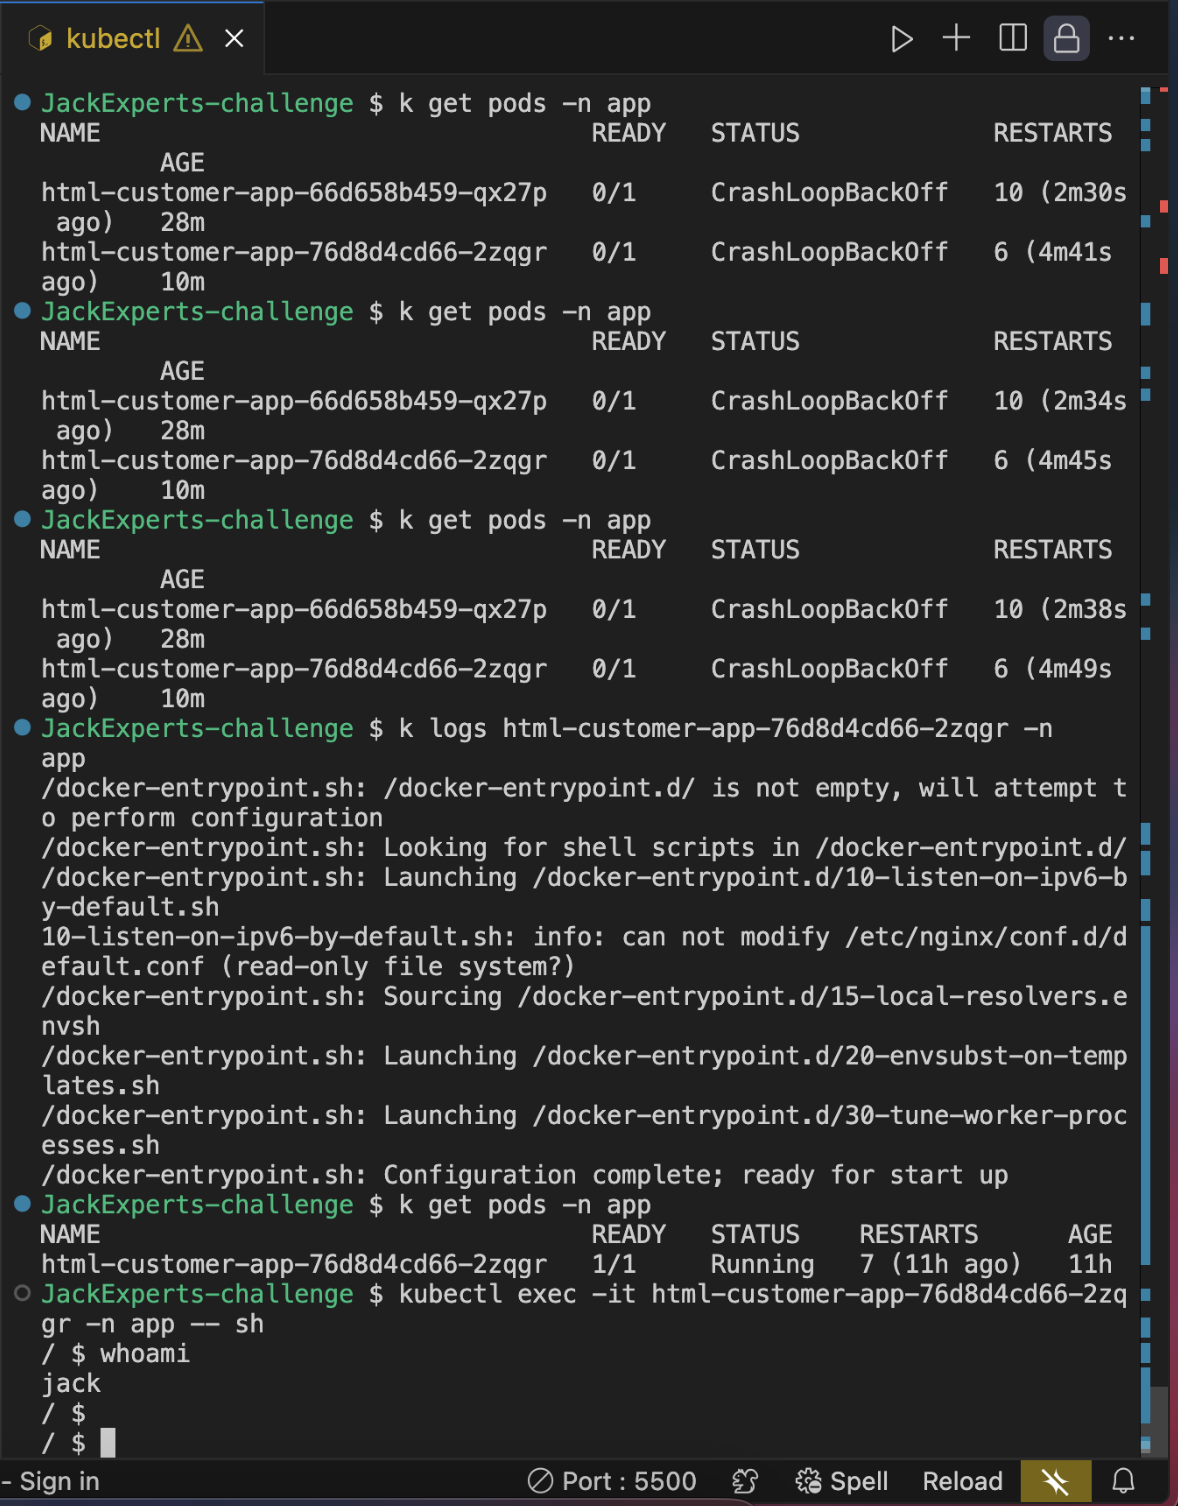 kubectl
JackExperts-challenge $ k get pods -n app
NAME READY STATUS RESTARTS
AGE
html-customer-app-66d658b459-qx27p 0/1 CrashLoopBackOff 10 (2m30s
ago) 28m
html-customer-app-76d8d4cd66-2zqgr 0/1 CrashLoopBackOff 6 (4m41s
ago) 10m
JackExperts-challenge $ k get pods -n app
NAME READY STATUS RESTARTS
AGE
html-customer-app-66d658b459-qx27p 0/1 CrashLoopBackOff 10 (2m34s
ago) 28m
html-customer-app-76d8d4cd66-2zqgr 0/1 CrashLoopBackOff 6 (4m45s
ago) 10m
JackExperts-challenge $ k get pods -n app
NAME READY STATUS RESTARTS
AGE
html-customer-app-66d658b459-qx27p 0/1 CrashLoopBackOff 10 (2m38s
ago) 28m
html-customer-app-76d8d4cd66-2zqgr 0/1 CrashLoopBackOff 6 (4m49s
ago) 10m
JackExperts-challenge $ k logs html-customer-app-76d8d4cd66-2zqgr -n
app
/docker-entrypoint.sh: /docker-entrypoint.d/ is not empty, will attempt t
o perform configuration
/docker-entrypoint.sh: Looking for shell scripts in /docker-entrypoint.d/
/docker-entrypoint.sh: Launching /docker-entrypoint.d/10-listen-on-ipv6-b
y-default.sh
10-listen-on-ipv6-by-default.sh: info: can not modify /etc/nginx/conf.d/d
efault.conf (read-only file system?)
/docker-entrypoint.sh: Sourcing /docker-entrypoint.d/15-local-resolvers.e
nvsh
/docker-entrypoint.sh: Launching /docker-entrypoint.d/20-envsubst-on-temp
lates.sh
/docker-entrypoint.sh: Launching /docker-entrypoint.d/30-tune-worker-proc
esses.sh
/docker-entrypoint.sh: Configuration complete; ready for start up
JackExperts-challenge $ k get pods -n app
NAME READY STATUS RESTARTS AGE
html-customer-app-76d8d4cd66-2zqgr 1/1 Running 7 (11h ago) 11h
JackExperts-challenge $ kubectl exec -it html-customer-app-76d8d4cd66-2zq
gr -n app -- sh
/ $ whoami
jack
/ $
/ $
- Sign in Port : 5500 Spell Reload